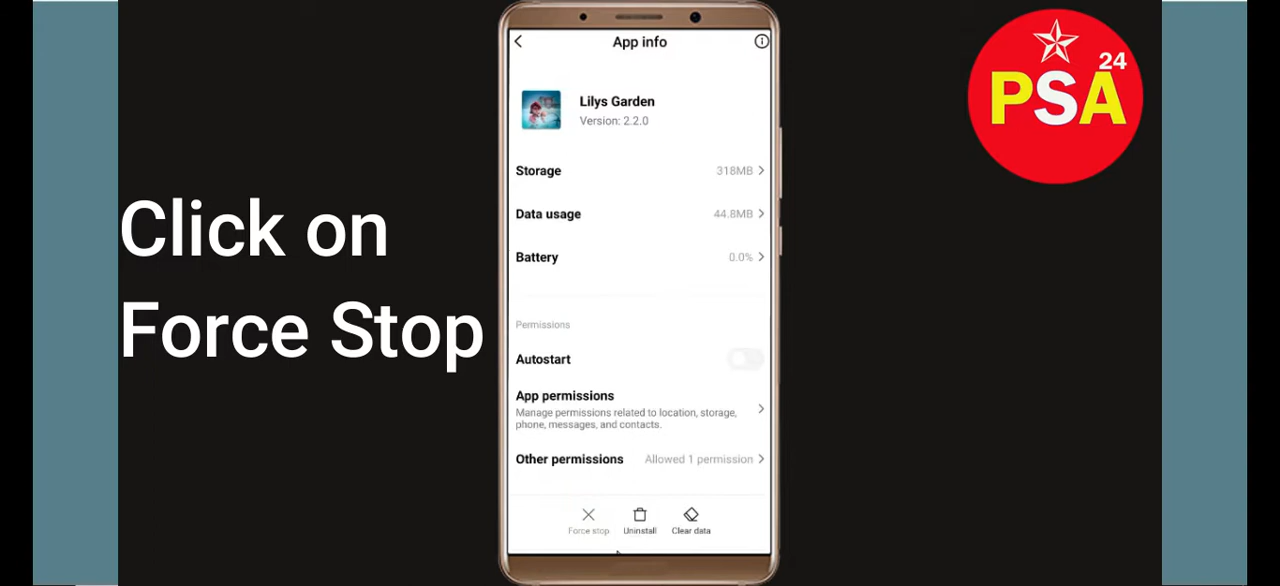 App info
Lilys Garden
Version: 2.2.0
Storage 318MB
Data usage 44.8MB
Battery 0.0%
Permissions
Autostart
App permissions
Manage permissions related to location, storage,
phone, messages, and contacts.
Other permissions Allowed 1 permission
Force stop Uninstall Clear data
Click on
Force Stop
24
PSA